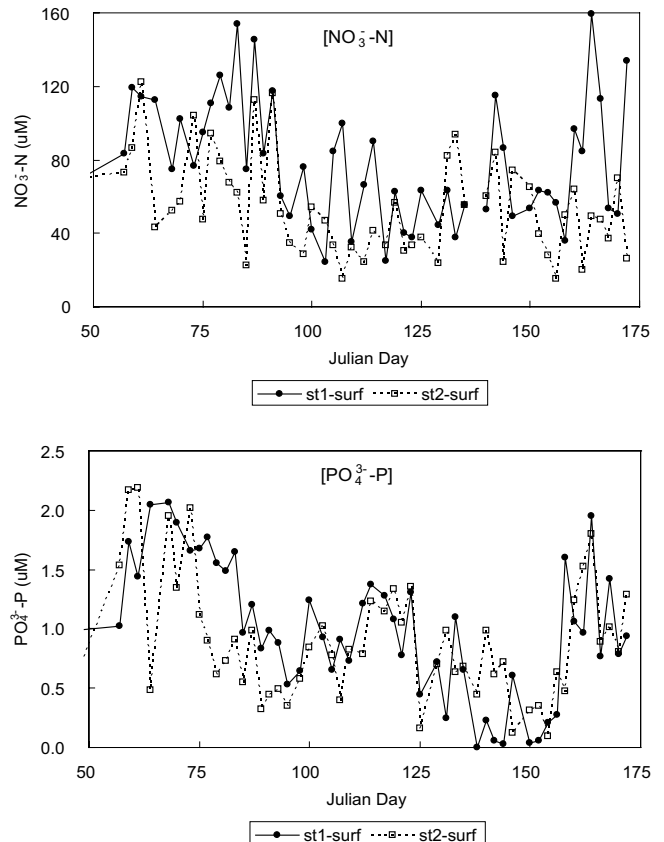 [NO₃⁻-N]
160
120
80
40
0
NO₃⁻-N (uM)
50 75 100 125 150 175
Julian Day
st1-surf st2-surf
[PO₄³⁻-P]
2.5
2.0
1.5
1.0
0.5
0.0
PO₄³⁻-P (uM)
50 75 100 125 150 175
Julian Day
st1-surf st2-surf